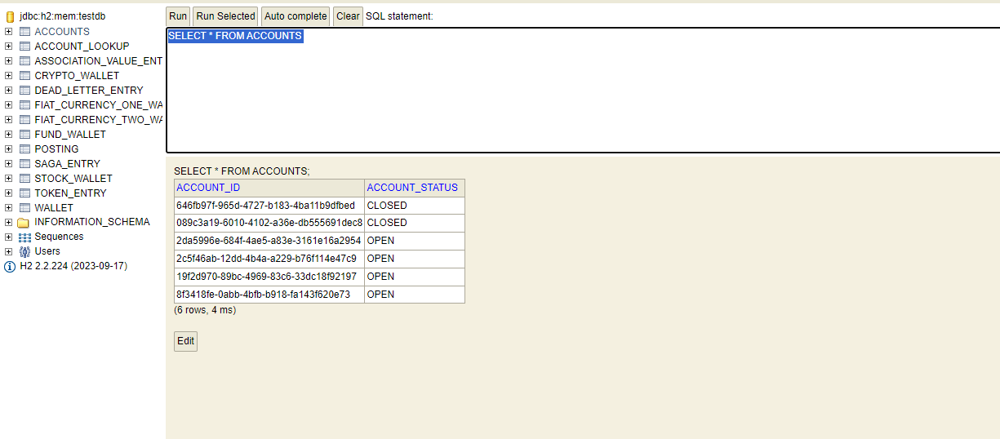 jdbc:h2:mem:testdb
ACCOUNTS
ACCOUNT_LOOKUP
ASSOCIATION_VALUE_ENT
CRYPTO_WALLET
DEAD_LETTER_ENTRY
FIAT_CURRENCY_ONE_WA
FIAT_CURRENCY_TWO_WA
FUND_WALLET
POSTING
SAGA_ENTRY
STOCK_WALLET
TOKEN_ENTRY
WALLET
INFORMATION_SCHEMA
Sequences
Users
H2 2.2.224 (2023-09-17)
Run Run Selected Auto complete Clear SQL statement:
SELECT * FROM ACCOUNTS
SELECT * FROM ACCOUNTS;
ACCOUNT_ID ACCOUNT_STATUS
646fb97f-965d-4727-b183-4ba11b9dfbed CLOSED
089c3a19-6010-4102-a36e-db555691dec8 CLOSED
2da5996e-684f-4ae5-a83e-3161e16a2954 OPEN
2c5f46ab-12dd-4b4a-a229-b76f114e47c9 OPEN
19f2d970-89bc-4969-83c6-33dc18f92197 OPEN
8f3418fe-0abb-4bfb-b918-fa143f620e73 OPEN
(6 rows, 4 ms)
Edit